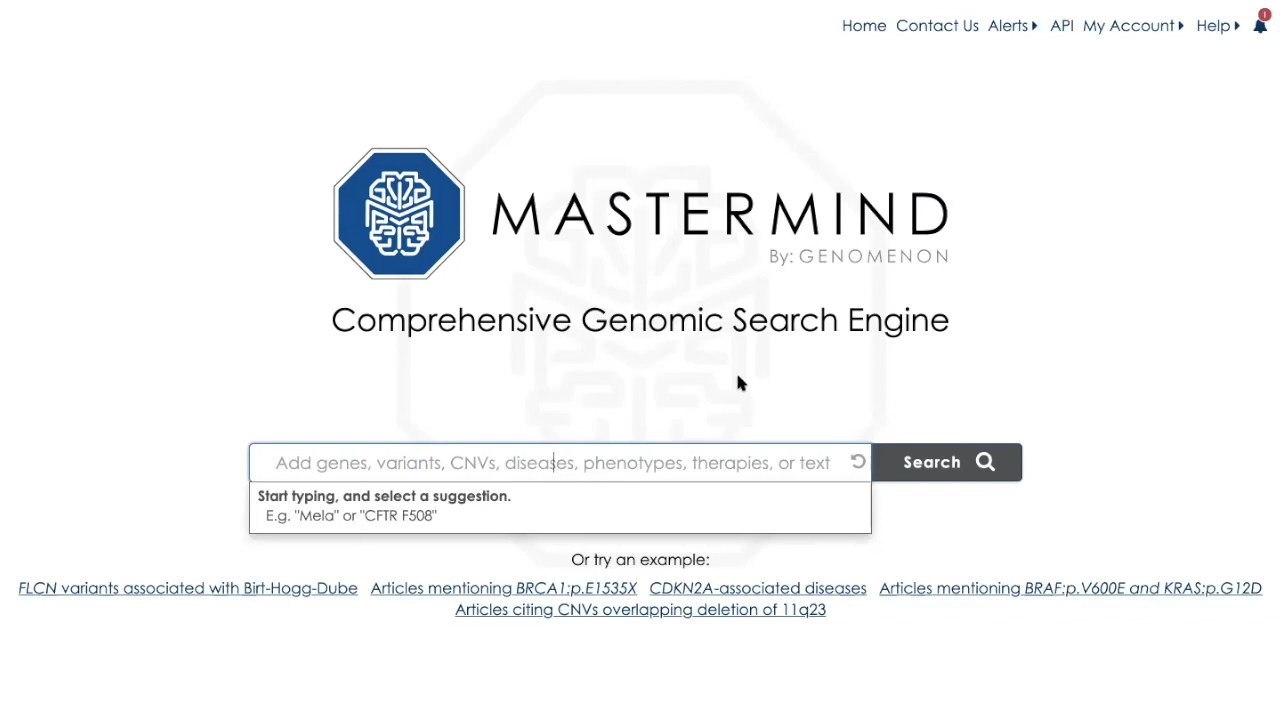 Home Contact Us Alerts API My Account Help 1
MASTERMIND
By: GENOMENON
Comprehensive Genomic Search Engine
Add genes, variants, CNVs, diseases, phenotypes, therapies, or text Search
Start typing, and select a suggestion.
E.g. "Mela" or "CFTR F508"
Or try an example:
FLCN variants associated with Birt-Hogg-Dube Articles mentioning BRCA1:p.E1535X CDKN2A-associated diseases Articles mentioning BRAF:p.V600E and KRAS:p.G12D
Articles citing CNVs overlapping deletion of 11q23